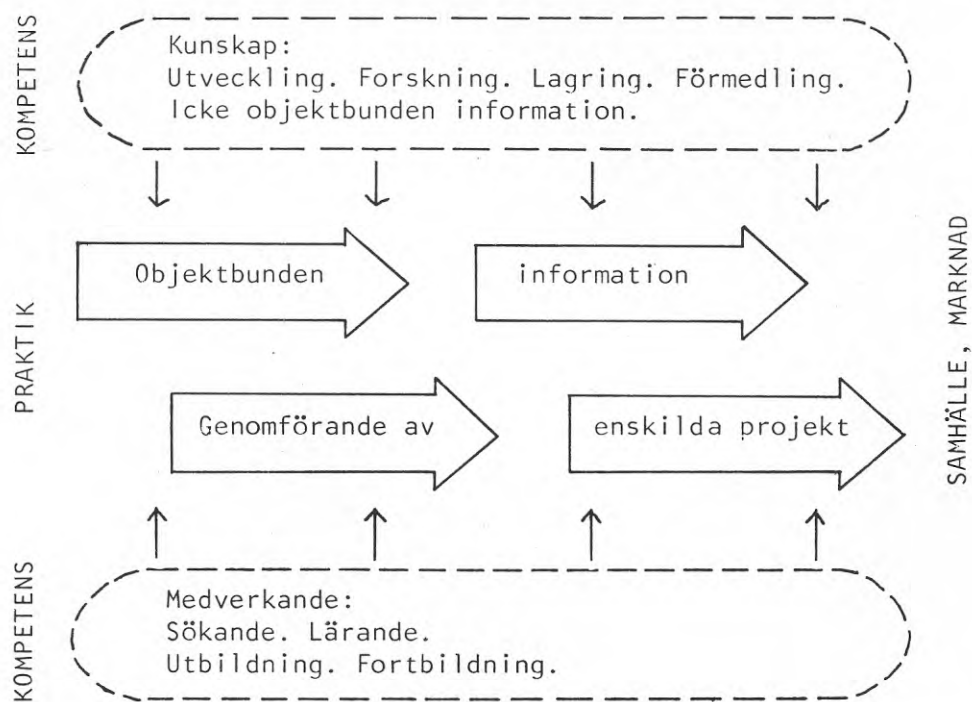 KOMPETENS
Kunskap:
Utveckling. Forskning. Lagring. Förmedling.
Icke objektbunden information.
PRAKTIK
Objektbunden
information
Genomförande av
enskilda projekt
SAMHÄLLE, MARKNAD
KOMPETENS
Medverkande:
Sökande. Lärande.
Utbildning. Fortbildning.